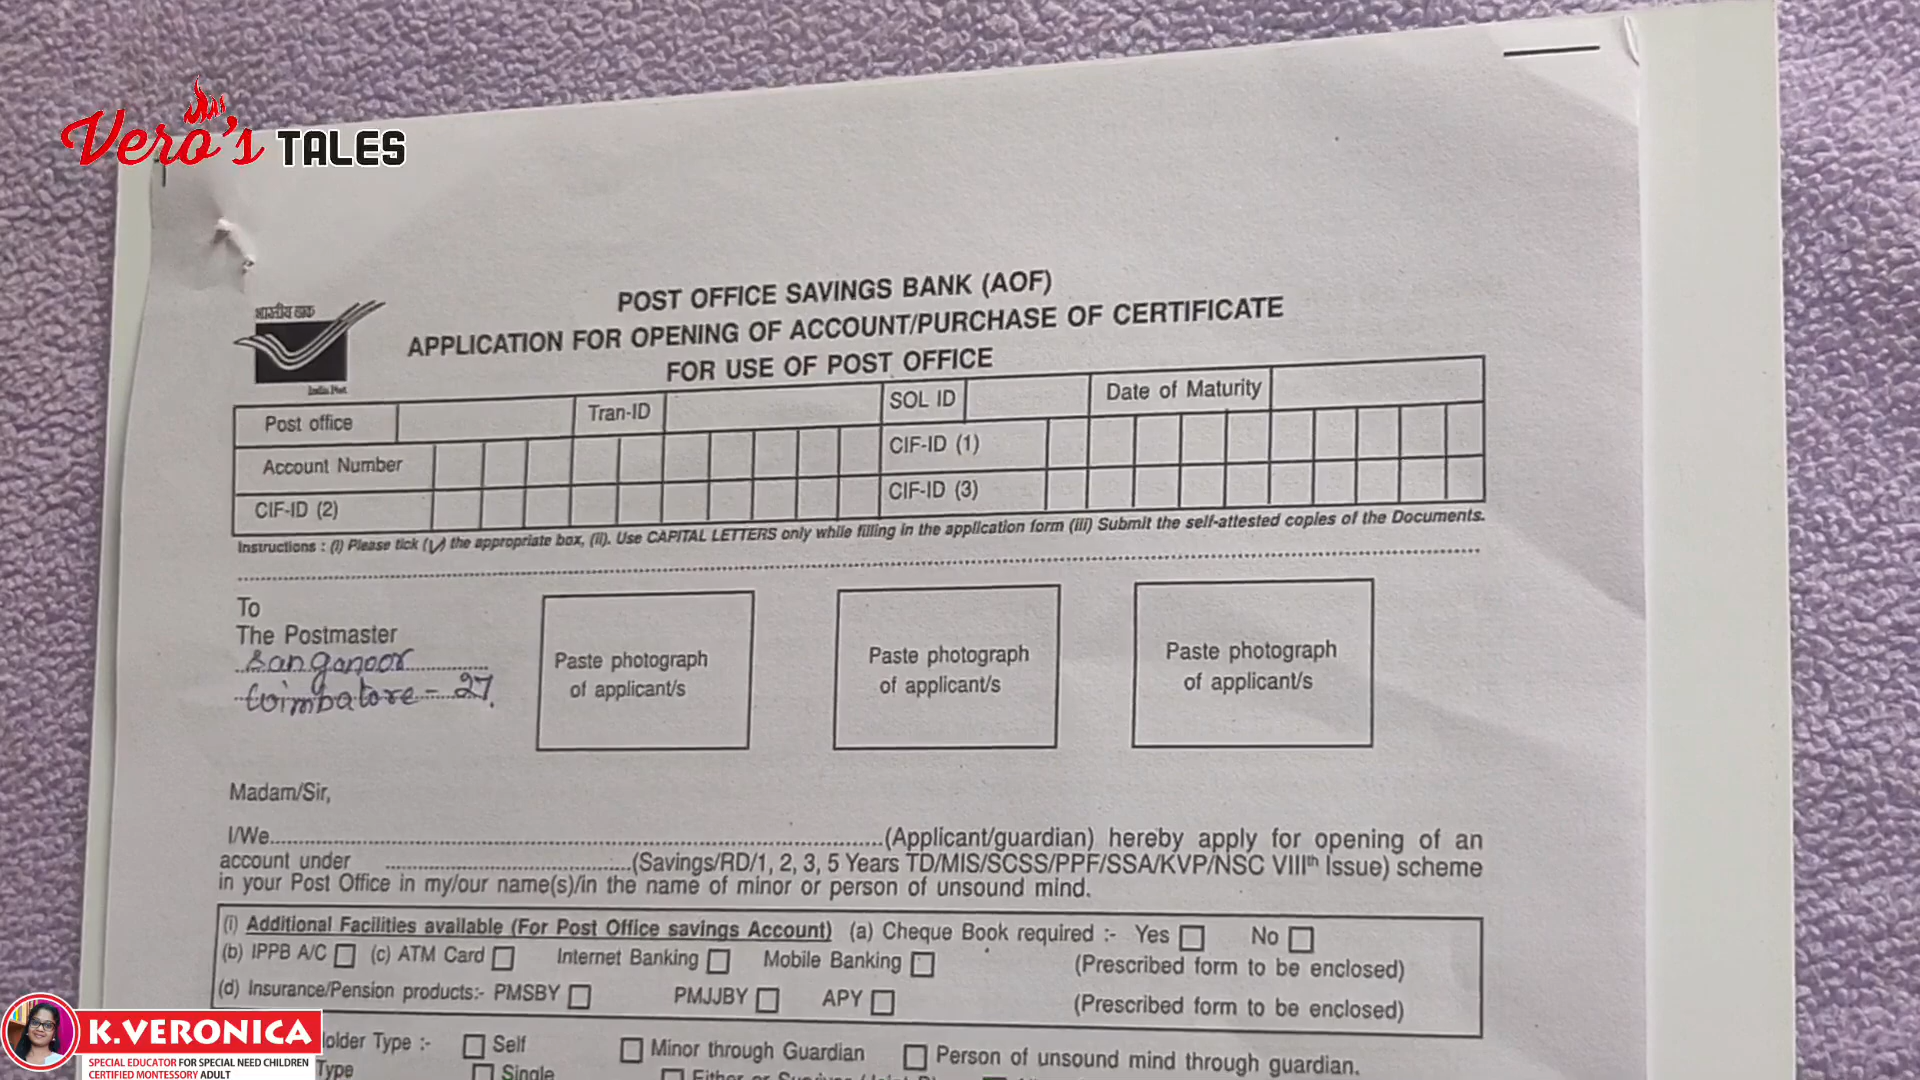 Vero's TALES
POST OFFICE SAVINGS BANK (AOF)
APPLICATION FOR OPENING OF ACCOUNT/PURCHASE OF CERTIFICATE
FOR USE OF POST OFFICE
भारतीय डाक
India Post
Post office Tran-ID SOL ID Date of Maturity
Account Number CIF-ID (1)
CIF-ID (2) CIF-ID (3)
Instructions : (i) Please tick (✓) the appropriate box, (ii). Use CAPITAL LETTERS only while filling in the application form (iii) Submit the self-attested copies of the Documents.
To
The Postmaster
Sanganoor
Coimbatore - 27.
Paste photograph
of applicant/s
Paste photograph
of applicant/s
Paste photograph
of applicant/s
Madam/Sir,
I/We..........(Applicant/guardian) hereby apply for opening of an
account under ..........(Savings/RD/1, 2, 3, 5 Years TD/MIS/SCSS/PPF/SSA/KVP/NSC VIIIth Issue) scheme
in your Post Office in my/our name(s)/in the name of minor or person of unsound mind.
(i) Additional Facilities available (For Post Office savings Account) (a) Cheque Book required :- Yes No
(b) IPPB A/C (c) ATM Card Internet Banking Mobile Banking (Prescribed form to be enclosed)
(d) Insurance/Pension products:- PMSBY PMJJBY APY (Prescribed form to be enclosed)
older Type :- Self Minor through Guardian Person of unsound mind through guardian.
Type Single
K.VERONICA
SPECIAL EDUCATOR FOR SPECIAL NEED CHILDREN
CERTIFIED MONTESSORY ADULT